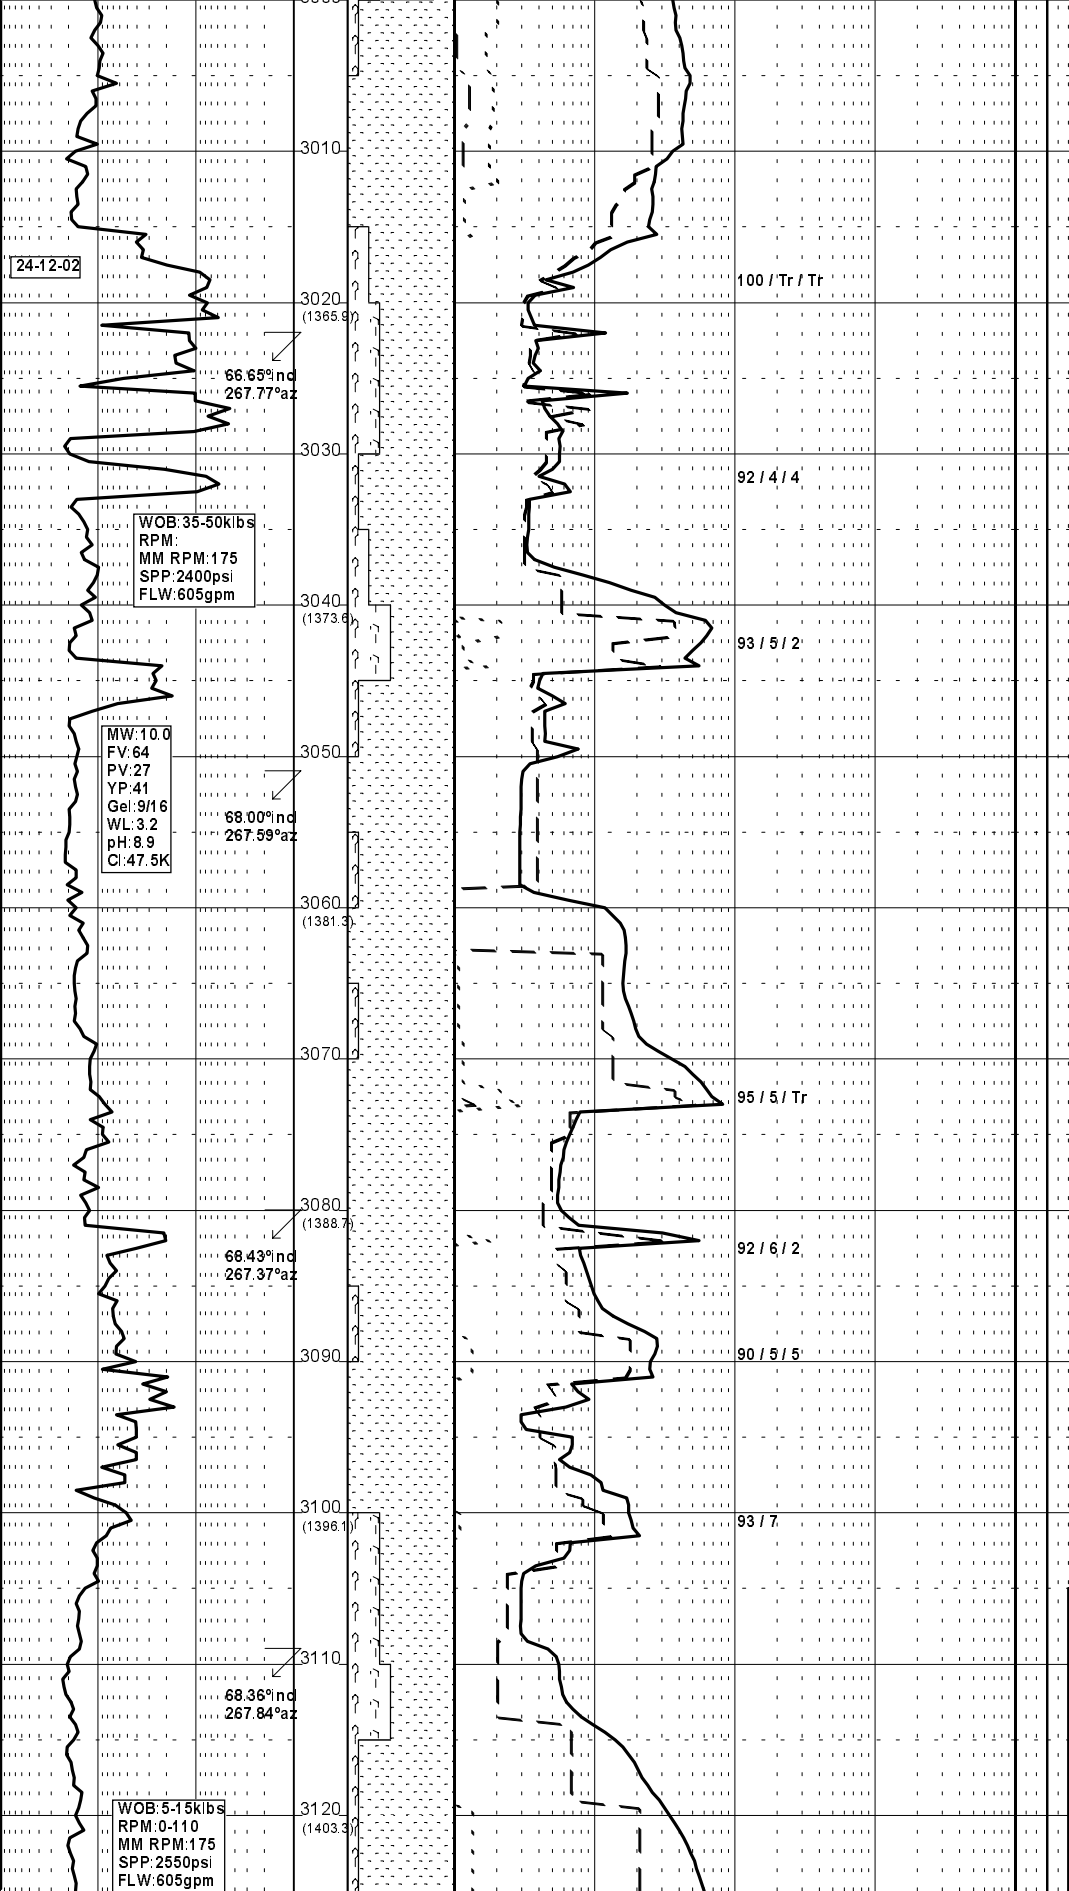 3010
24-12-02
100 / Tr / Tr
3020
(1365.9)
66.65°incl
267.77°az
3030
92 / 4 / 4
WOB:35-50klbs
RPM:
MM RPM:175
SPP:2400psi
FLW:605gpm
3040
(1373.6)
93 / 5 / 2
MW:10.0
FV:64
PV:27
YP:41
Gel:9/16
WL:3.2
pH:8.9
Cl:47.5K
3050
68.00°incl
267.59°az
3060
(1381.3)
3070
95 / 5 / Tr
3080
(1388.7)
68.43°incl
267.37°az
92 / 6 / 2
3090
90 / 5 / 5
3100
(1396.1)
93 / 7
3110
68.36°incl
267.84°az
3120
(1403.3)
WOB:5-15klbs
RPM:0-110
MM RPM:175
SPP:2550psi
FLW:605gpm